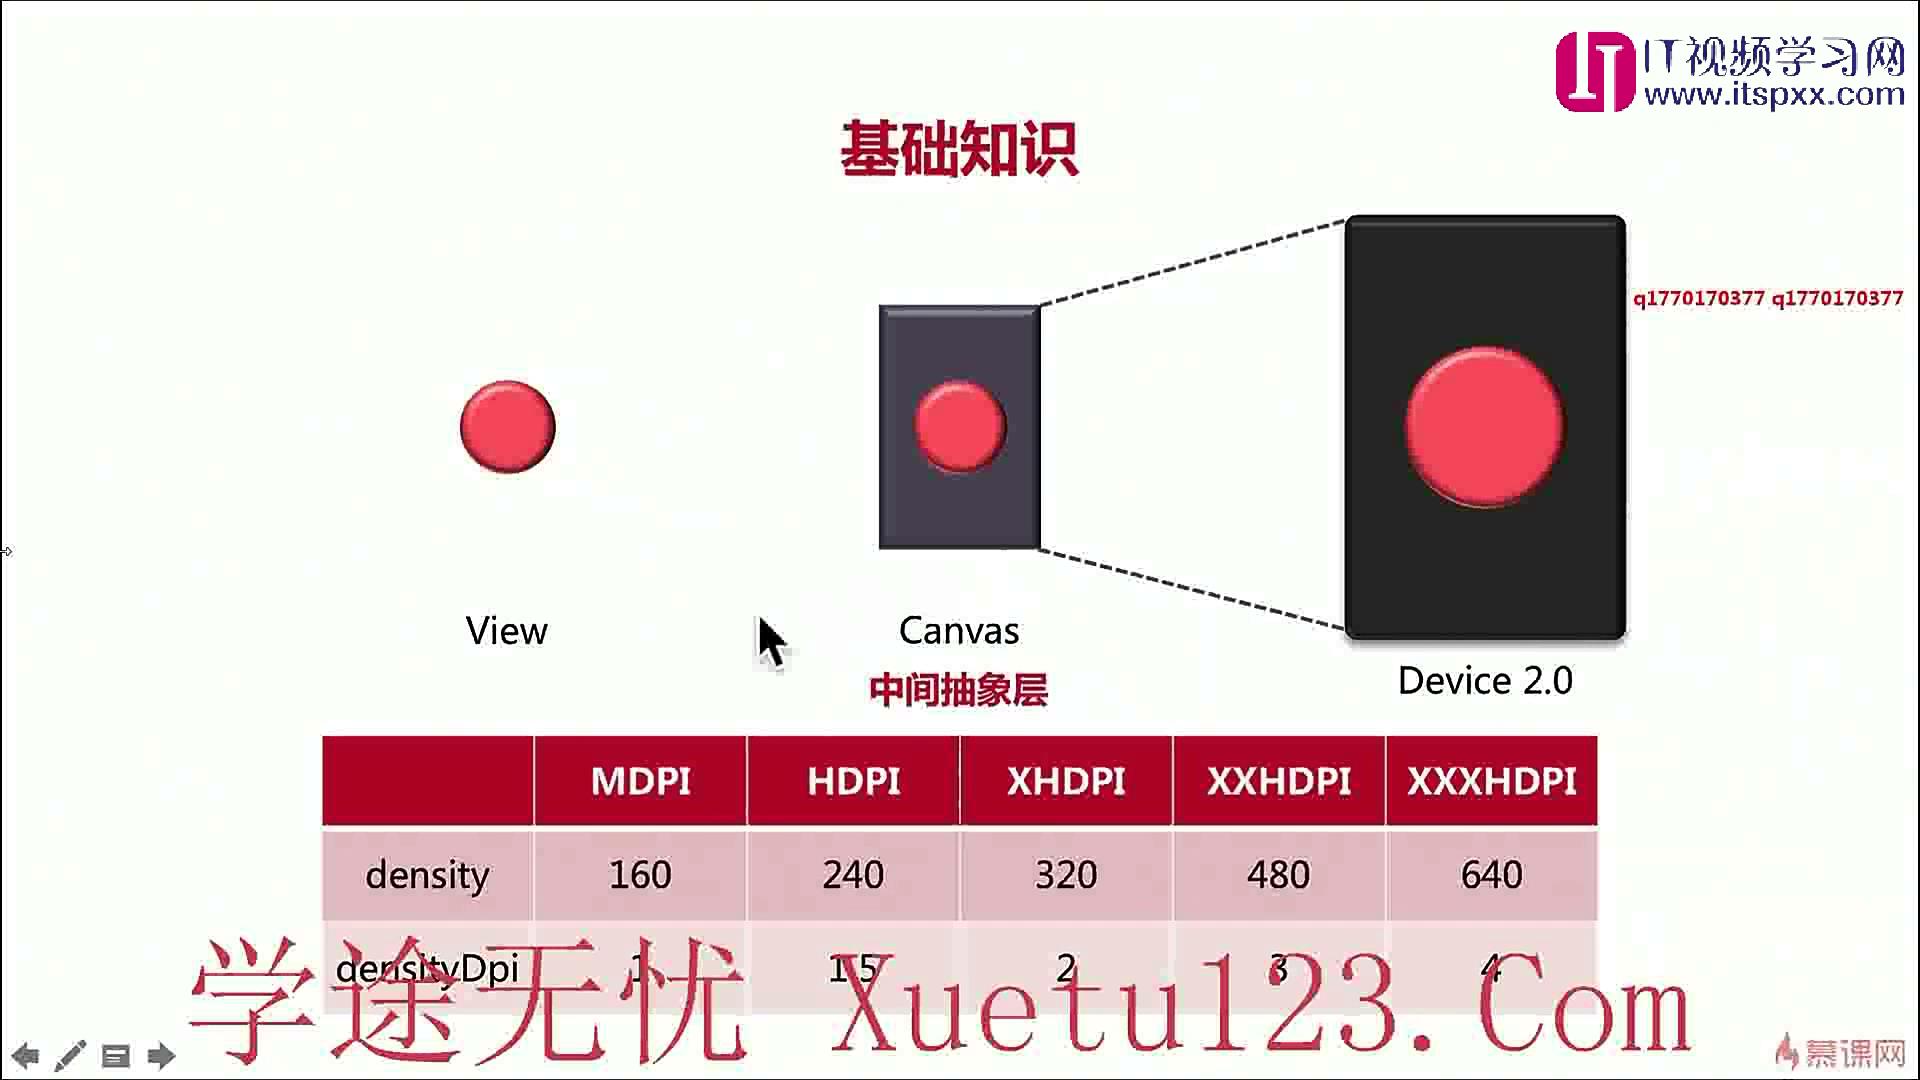 IT视频学习网
www.itspxx.com
基础知识
q1770170377 q1770170377
View
Canvas
中间抽象层
Device 2.0
MDPI HDPI XHDPI XXHDPI XXXHDPI
density 160 240 320 480 640
densityDpi 1 1.5 2 3 4
学途无忧 Xuetu123.Com
慕课网